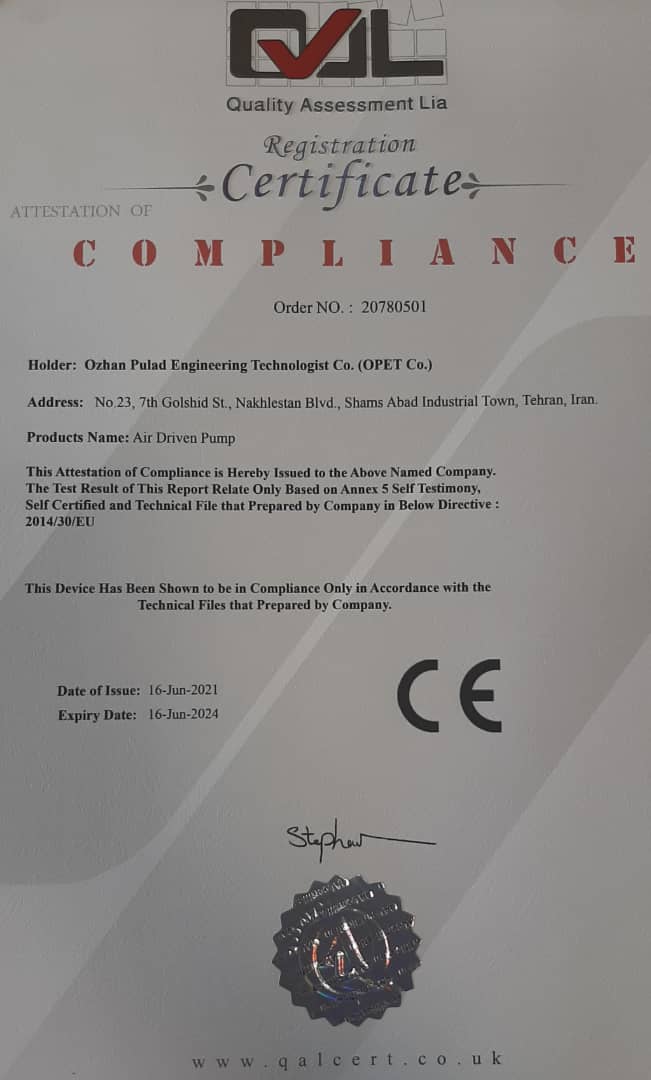 QAL
Quality Assessment Lia
Registration
Certificate
ATTESTATION OF
COMPLIANCE
Order NO. : 20780501
Holder: Ozhan Pulad Engineering Technologist Co. (OPET Co.)
Address: No.23, 7th Golshid St., Nakhlestan Blvd., Shams Abad Industrial Town, Tehran, Iran.
Products Name: Air Driven Pump
This Attestation of Compliance is Hereby Issued to the Above Named Company.
The Test Result of This Report Relate Only Based on Annex 5 Self Testimony,
Self Certified and Technical File that Prepared by Company in Below Directive :
2014/30/EU
This Device Has Been Shown to be in Compliance Only in Accordance with the
Technical Files that Prepared by Company.
Date of Issue: 16-Jun-2021
Expiry Date: 16-Jun-2024
CE
www.qalcert.co.uk